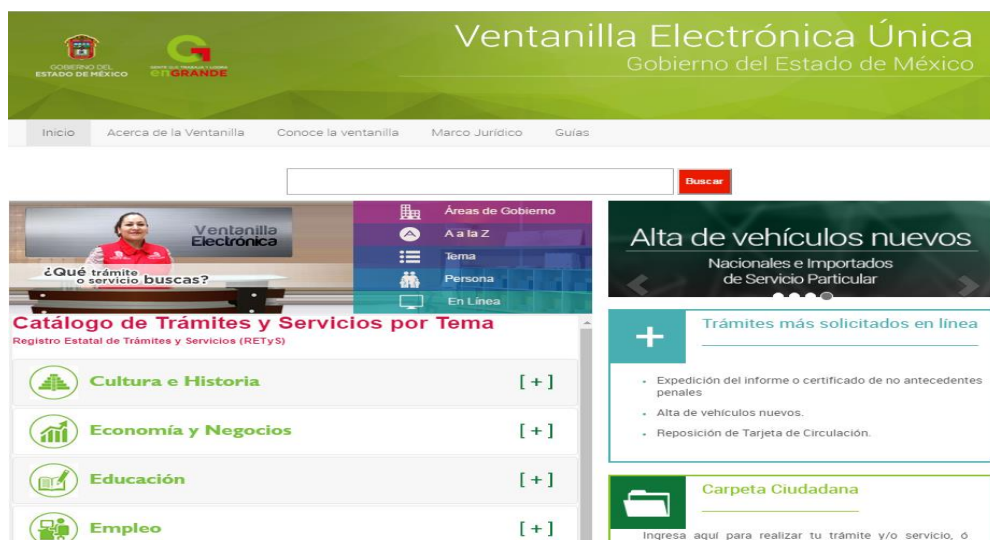 Ventanilla Electrónica Única
Gobierno del Estado de México
GOBIERNO DEL
ESTADO DE MÉXICO
GENTE QUE TRABAJA Y LOGRA
enGRANDE
Inicio Acerca de la Ventanilla Conoce la ventanilla Marco Jurídico Guías
Buscar
Ventanilla
Electrónica
¿Qué trámite
o servicio buscas?
Áreas de Gobierno
A a la Z
Tema
Persona
En Línea
Catálogo de Trámites y Servicios por Tema
Registro Estatal de Trámites y Servicios (RETyS)
Cultura e Historia [ + ]
Economía y Negocios [ + ]
Educación [ + ]
Empleo [ + ]
Alta de vehículos nuevos
Nacionales e Importados
de Servicio Particular
Trámites más solicitados en línea
Expedición del informe o certificado de no antecedentes
penales
Alta de vehículos nuevos.
Reposición de Tarjeta de Circulación.
Carpeta Ciudadana
Ingresa aquí para realizar tu trámite y/o servicio, ó